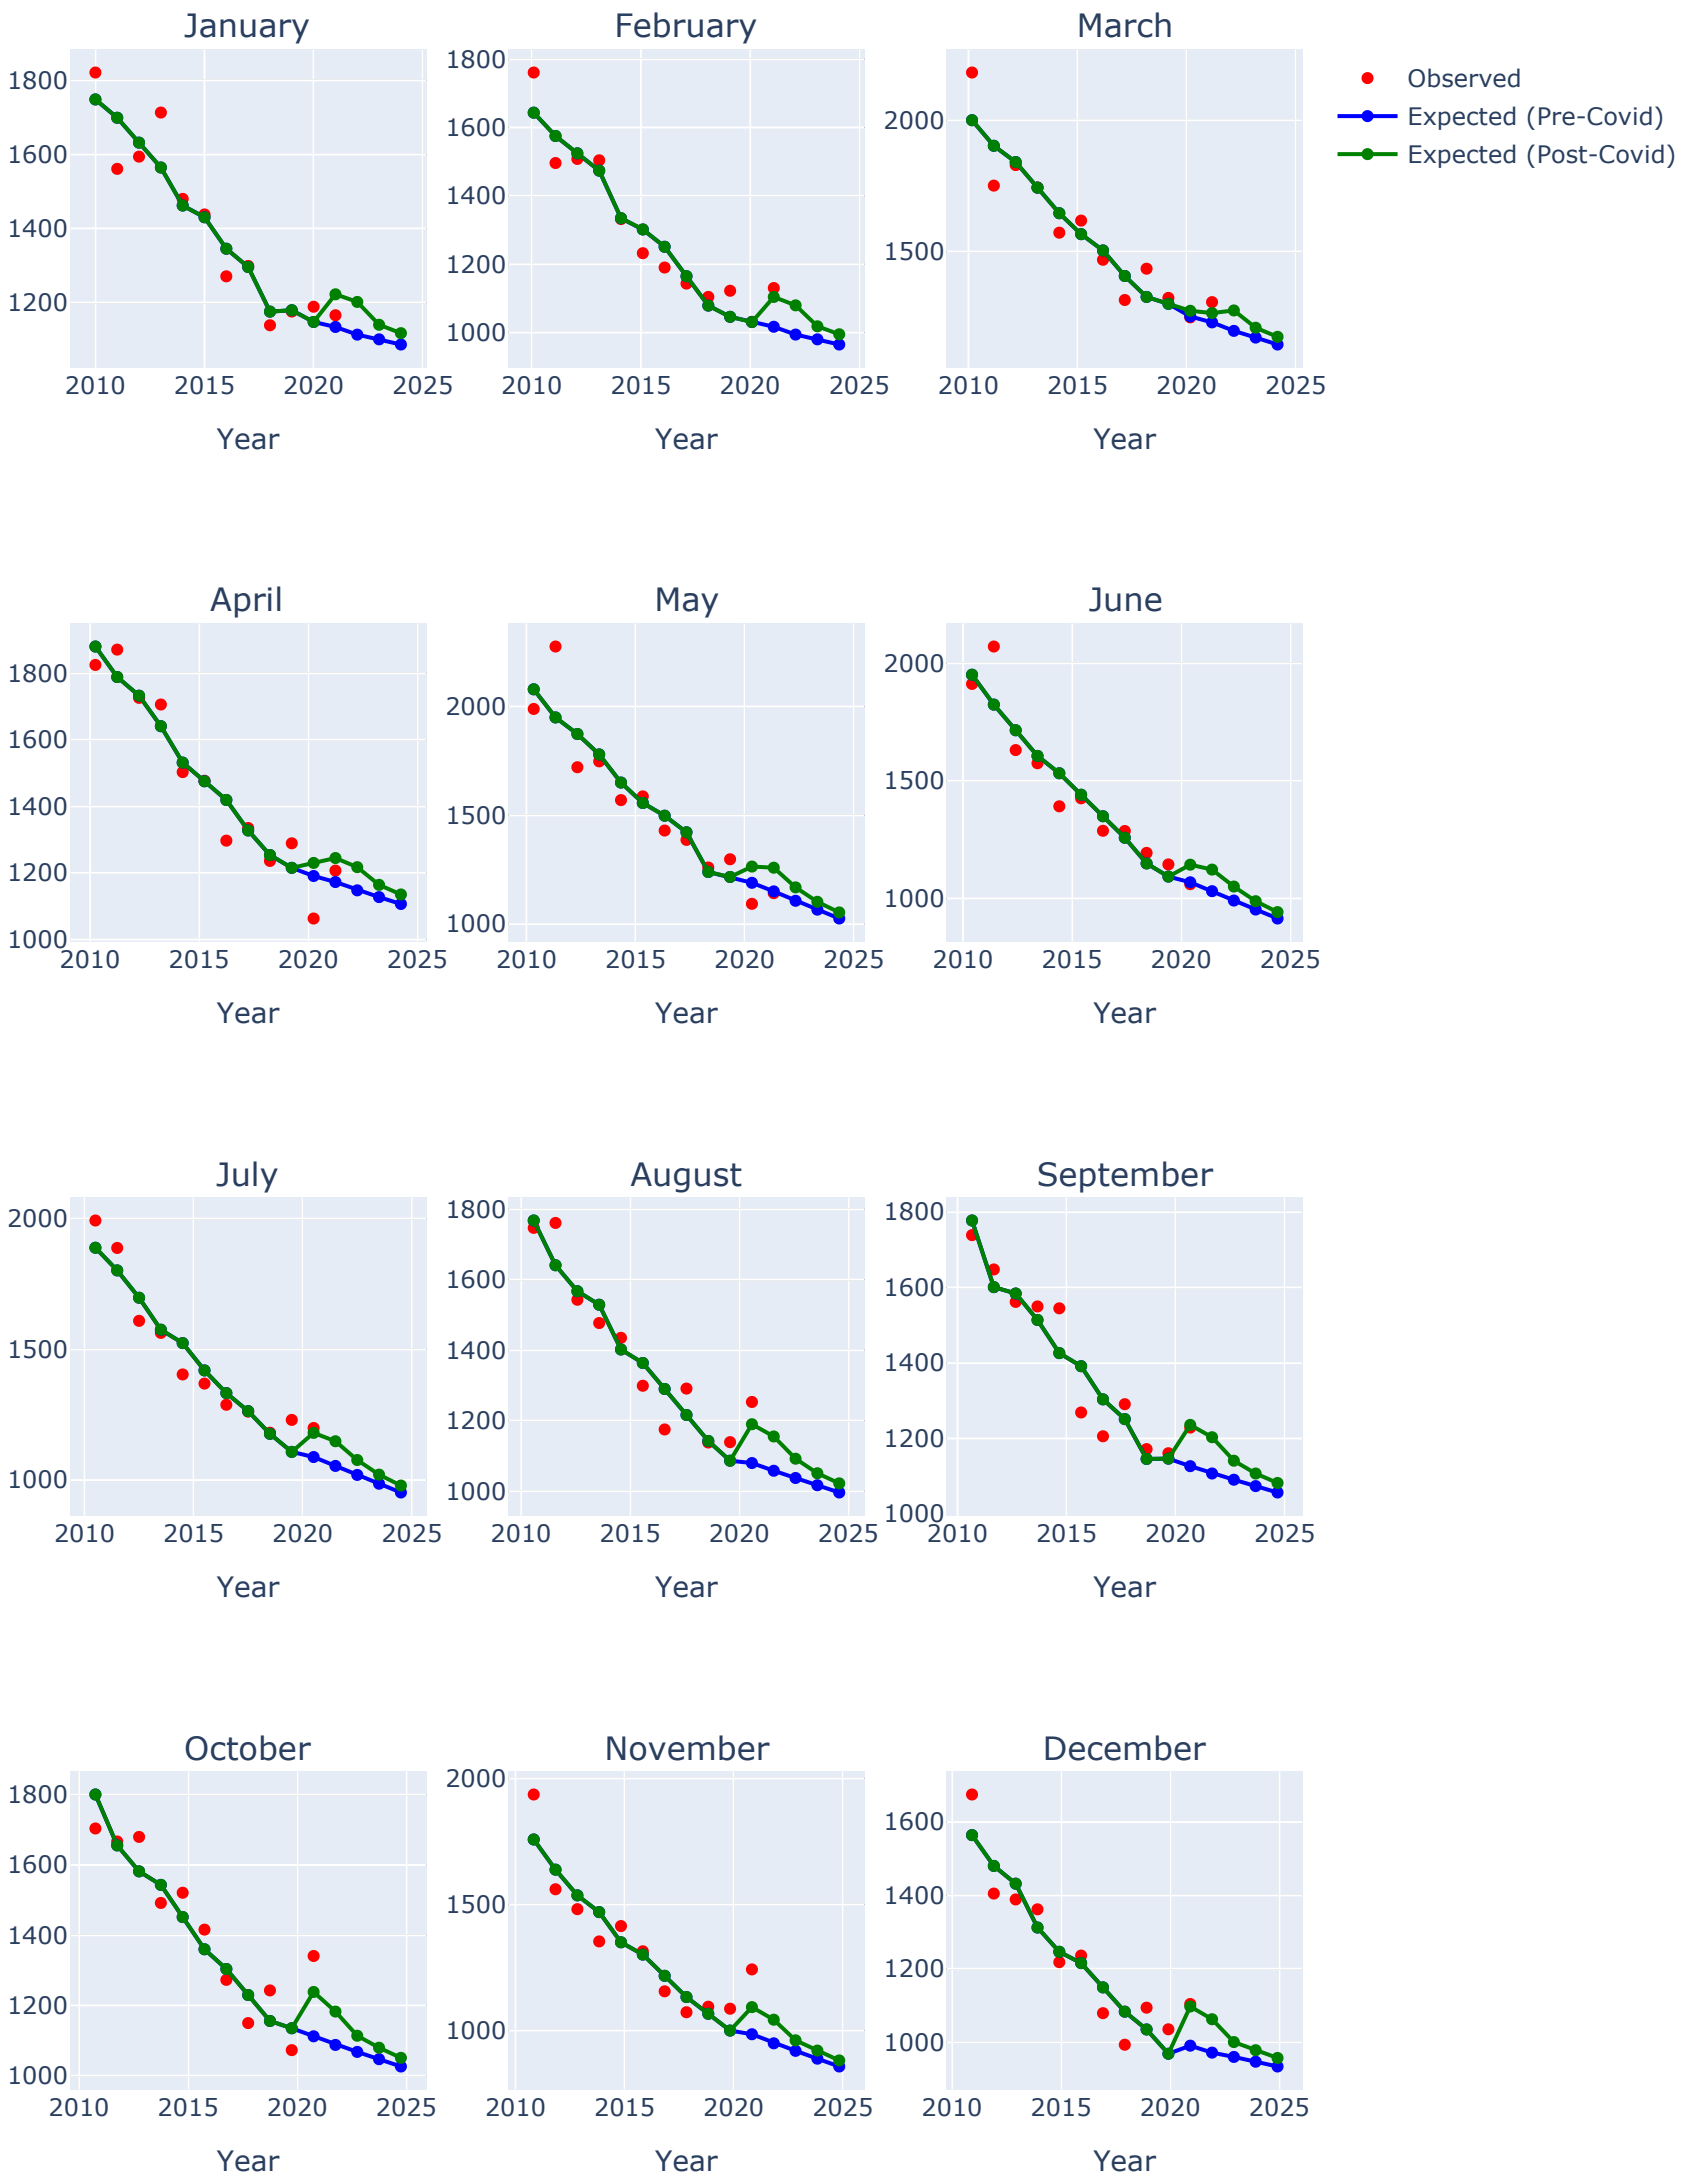 January February March
Observed
Expected (Pre-Covid)
Expected (Post-Covid)
1800 1600 1400 1200
1800 1600 1400 1200 1000
2000 1500
2010 2015 2020 2025 2010 2015 2020 2025 2010 2015 2020 2025
Year Year Year
April May June
1800 1600 1400 1200 1000
2000 1500 1000
2000 1500 1000
2010 2015 2020 2025 2010 2015 2020 2025 2010 2015 2020 2025
Year Year Year
July August September
2000 1500 1000
1800 1600 1400 1200 1000
1800 1600 1400 1200 1000
2010 2015 2020 2025 2010 2015 2020 2025 2010 2015 2020 2025
Year Year Year
October November December
1800 1600 1400 1200 1000
2000 1500 1000
1600 1400 1200 1000
2010 2015 2020 2025 2010 2015 2020 2025 2010 2015 2020 2025
Year Year Year